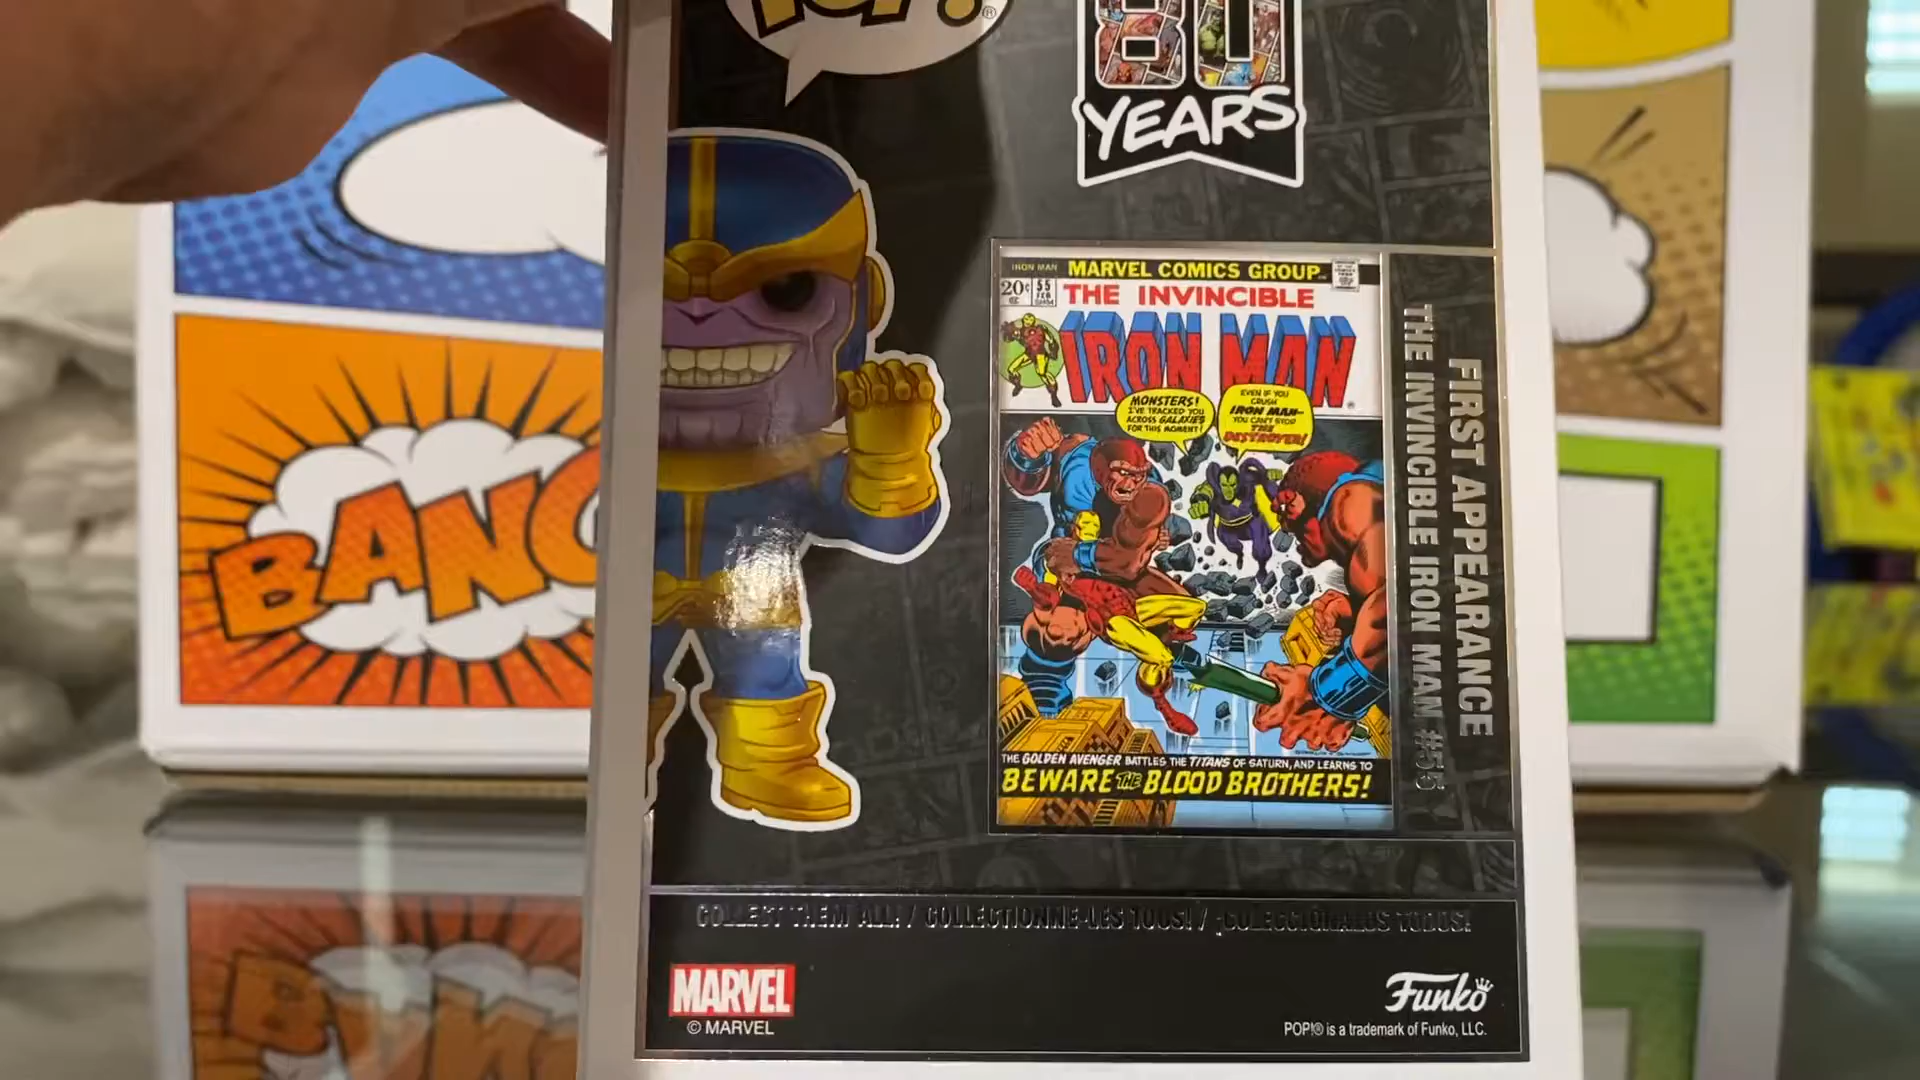 POP!®
80
YEARS
IRON MAN
MARVEL COMICS GROUP
20¢
55
FEB
THE INVINCIBLE
IRON MAN
MONSTERS!
I'VE TRACKED YOU
ACROSS GALAXIES
FOR THIS MOMENT!
EVEN IF YOU
CRUSH
IRON MAN--
YOU CAN'T STOP
THE
DESTROYER!
THE GOLDEN AVENGER BATTLES THE TITANS OF SATURN, AND LEARNS TO
BEWARE THE BLOOD BROTHERS!
FIRST APPEARANCE
THE INVINCIBLE IRON MAN #55
BANG
COLLECT THEM ALL! / COLLECTIONNE-LES TOUS! / ¡COLECCIÓNALOS TODOS!
MARVEL
© MARVEL
Funko
POP!® is a trademark of Funko, LLC.